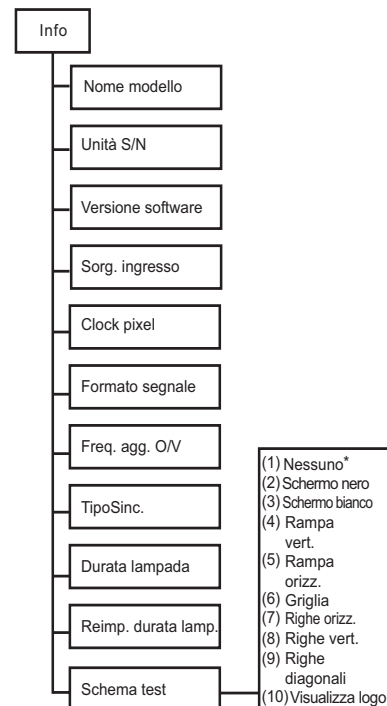 Info
Nome modello
Unità S/N
Versione software
Sorg. ingresso
Clock pixel
Formato segnale
Freq. agg. O/V
TipoSinc.
Durata lampada
Reimp. durata lamp.
Schema test
(1) Nessuno*
(2) Schermo nero
(3) Schermo bianco
(4) Rampa
vert.
(5) Rampa
orizz.
(6) Griglia
(7) Righe orizz.
(8) Righe vert.
(9) Righe
diagonali
(10) Visualizza logo